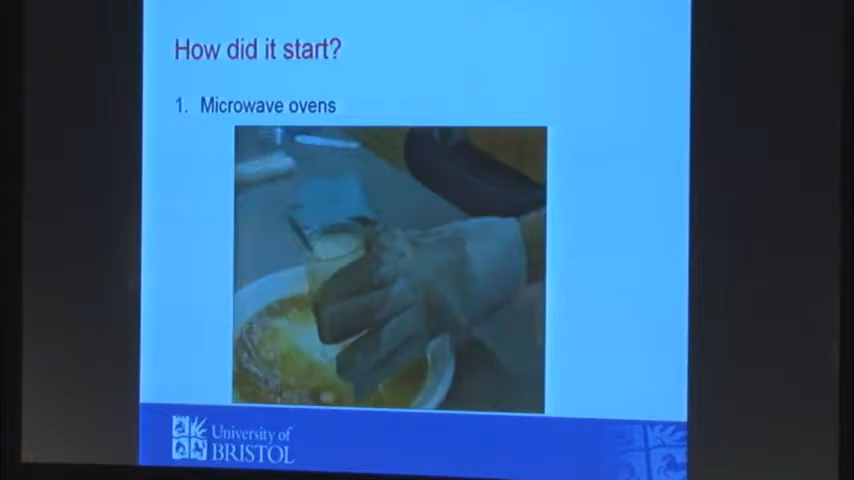 How did it start?
1. Microwave ovens
University of
BRISTOL